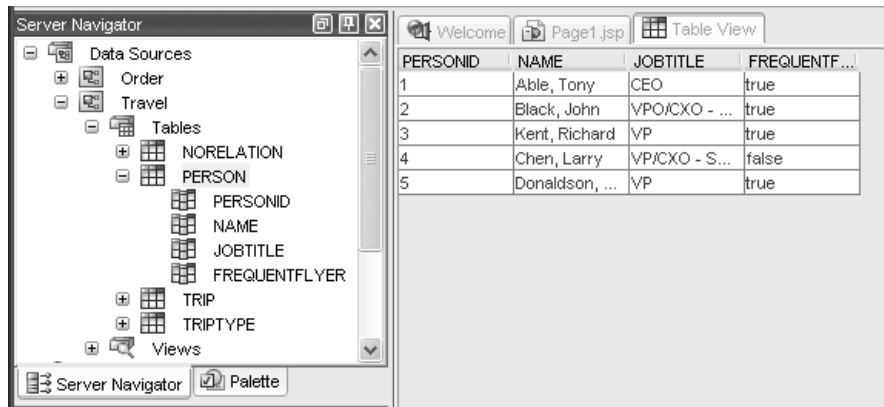 Server Navigator
Data Sources
Order
Travel
Tables
NORELATION
PERSON
PERSONID
NAME
JOBTITLE
FREQUENTFLYER
TRIP
TRIPTYPE
Views
Server Navigator Palette
Welcome Page1.jsp Table View
PERSONID NAME JOBTITLE FREQUENTF...
1 Able, Tony CEO true
2 Black, John VPO/CXO - ... true
3 Kent, Richard VP true
4 Chen, Larry VP/CXO - S... false
5 Donaldson, ... VP true